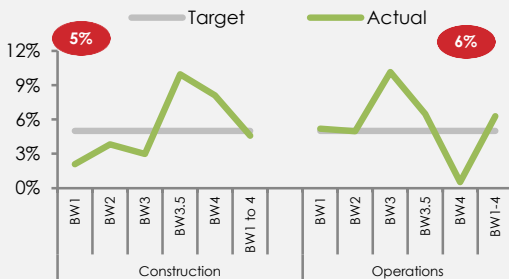 Target Actual
5% 6%
12%
9%
6%
3%
0%
BW1 BW2 BW3 BW3.5 BW4 BW1 to 4 BW1 BW2 BW3 BW3.5 BW4 BW1-4
Construction Operations